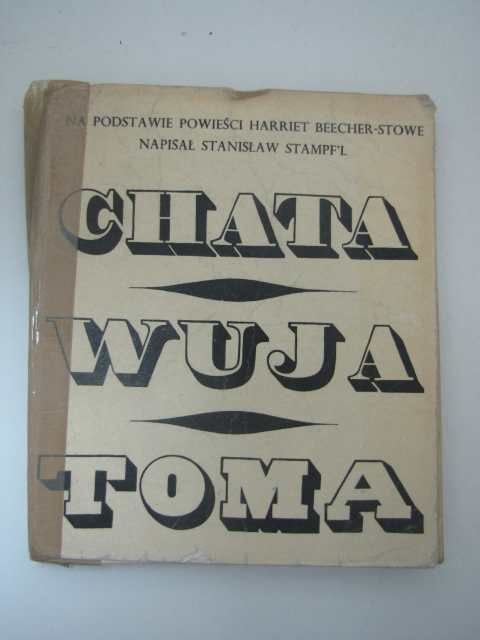 NA PODSTAWIE POWIEŚCI HARRIET BEECHER-STOWE
NAPISAŁ STANISŁAW STAMPF'L
CHATA
WUJA
TOMA